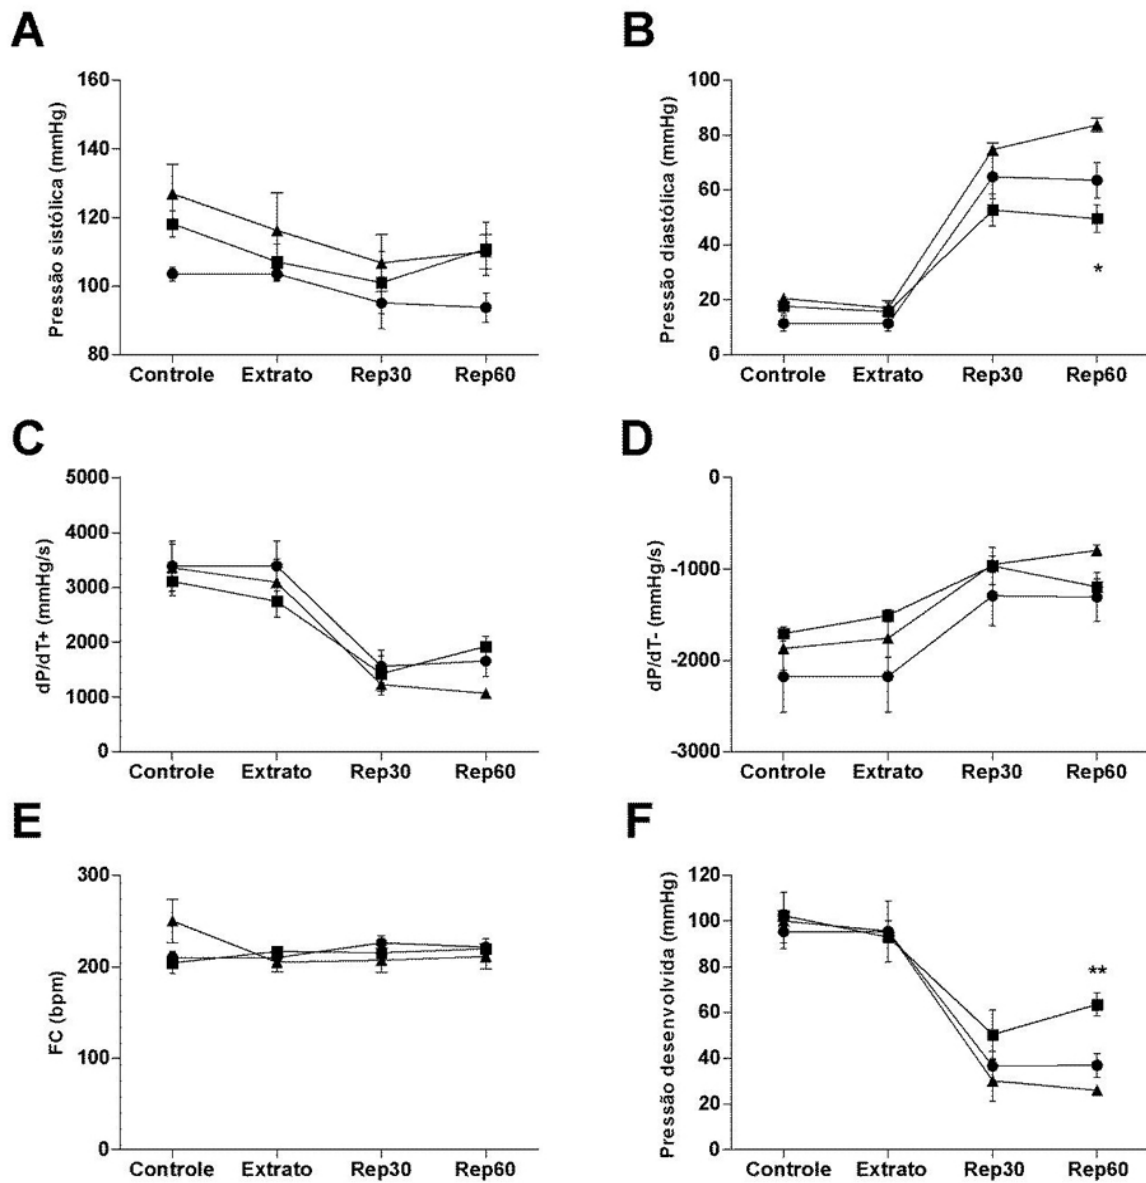 A
Pressão sistólica (mmHg)
160
140
120
100
80
Controle Extrato Rep30 Rep60
B
Pressão diastólica (mmHg)
100
80
60
40
20
0
*
Controle Extrato Rep30 Rep60
C
dP/dT+ (mmHg/s)
5000
4000
3000
2000
1000
0
Controle Extrato Rep30 Rep60
D
dP/dT- (mmHg/s)
0
-1000
-2000
-3000
Controle Extrato Rep30 Rep60
E
FC (bpm)
300
200
100
0
Controle Extrato Rep30 Rep60
F
Pressão desenvolvida (mmHg)
120
100
80
60
40
20
0
**
Controle Extrato Rep30 Rep60